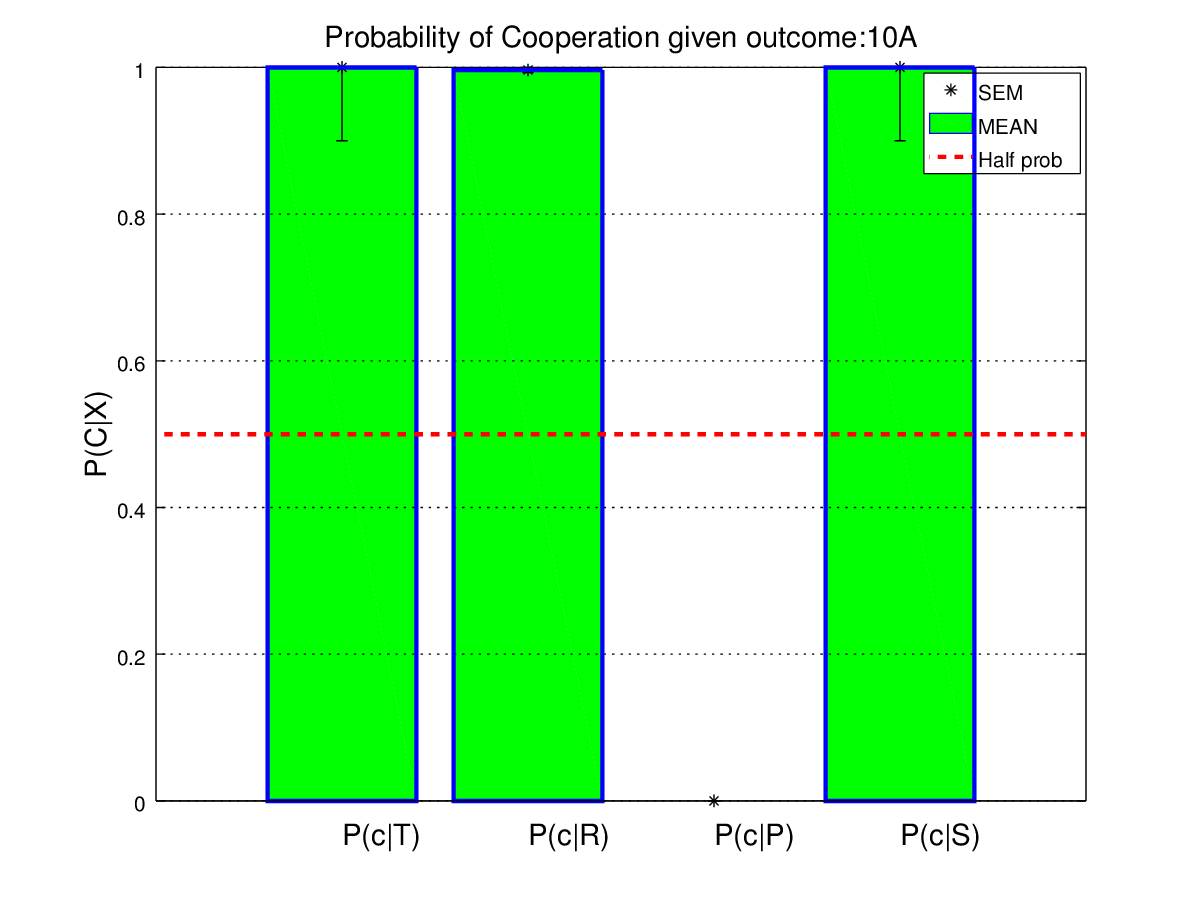 Probability of Cooperation given outcome:10A
1
0.8
0.6
0.4
0.2
0
P(C|X)
SEM
MEAN
Half prob
P(c|T) P(c|R) P(c|P) P(c|S)